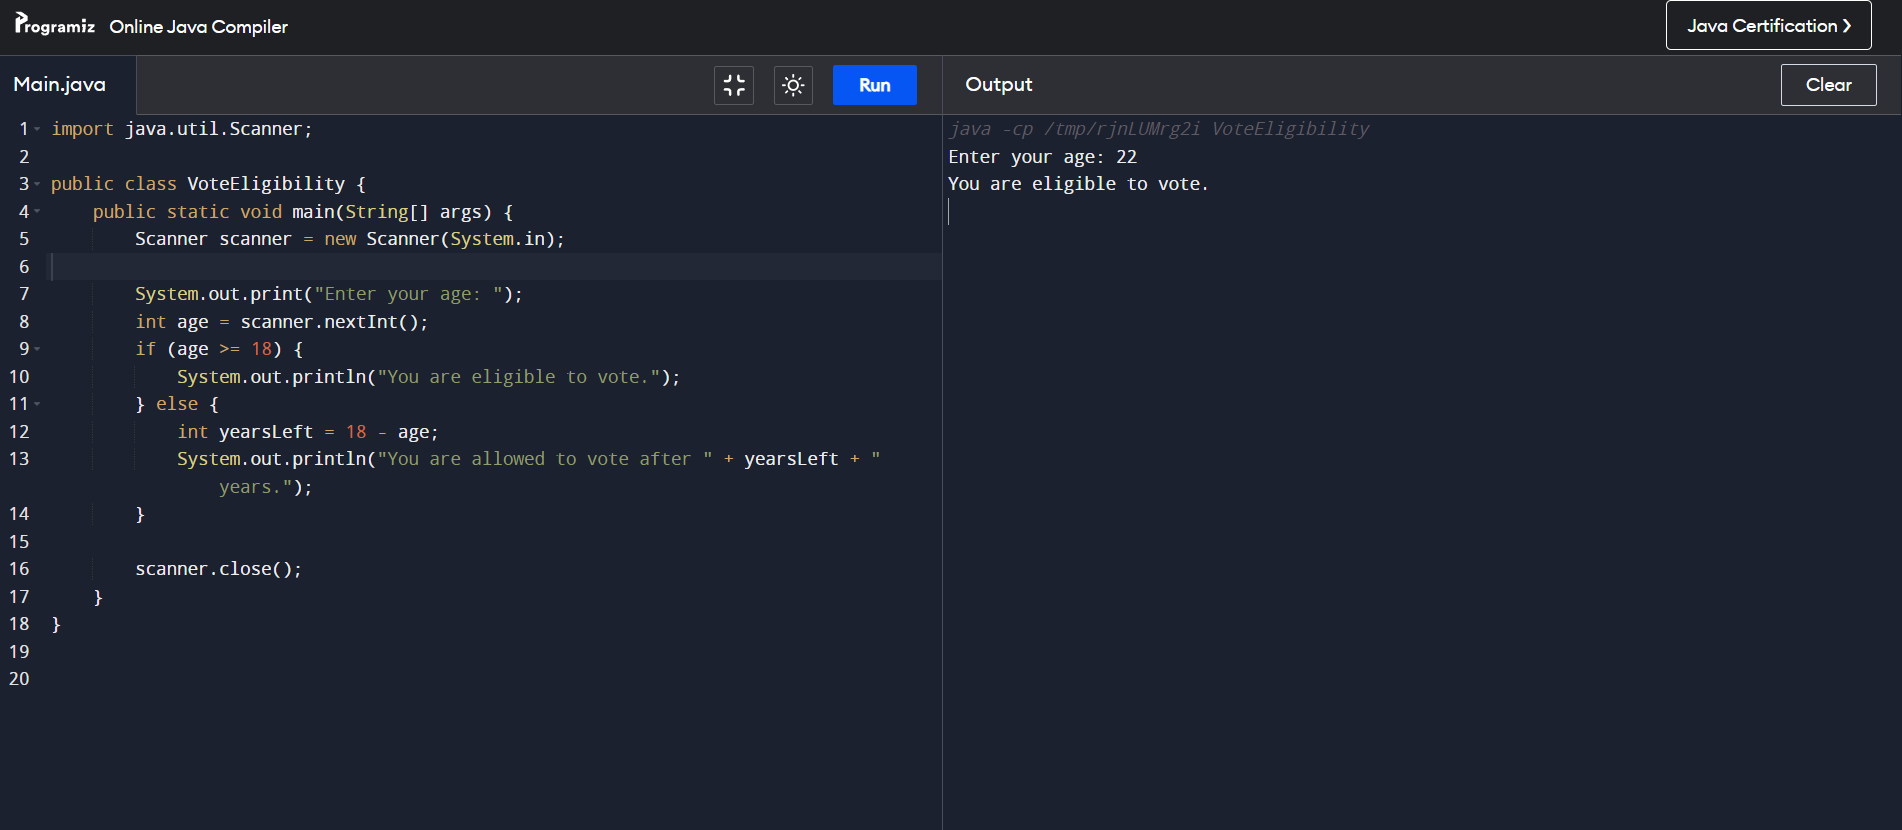 Programiz Online Java Compiler
Java Certification ❯
Main.java
Run
Output
Clear
1 import java.util.Scanner;
2
3 public class VoteEligibility {
4     public static void main(String[] args) {
5         Scanner scanner = new Scanner(System.in);
6
7         System.out.print("Enter your age: ");
8         int age = scanner.nextInt();
9         if (age >= 18) {
10             System.out.println("You are eligible to vote.");
11         } else {
12             int yearsLeft = 18 - age;
13             System.out.println("You are allowed to vote after " + yearsLeft + "
                years.");
14         }
15
16         scanner.close();
17     }
18 }
19
20
java -cp /tmp/rjnLUMrg2i VoteEligibility
Enter your age: 22
You are eligible to vote.